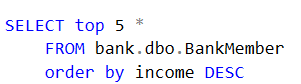 SELECT top 5 *
FROM bank.dbo.BankMember
order by income DESC